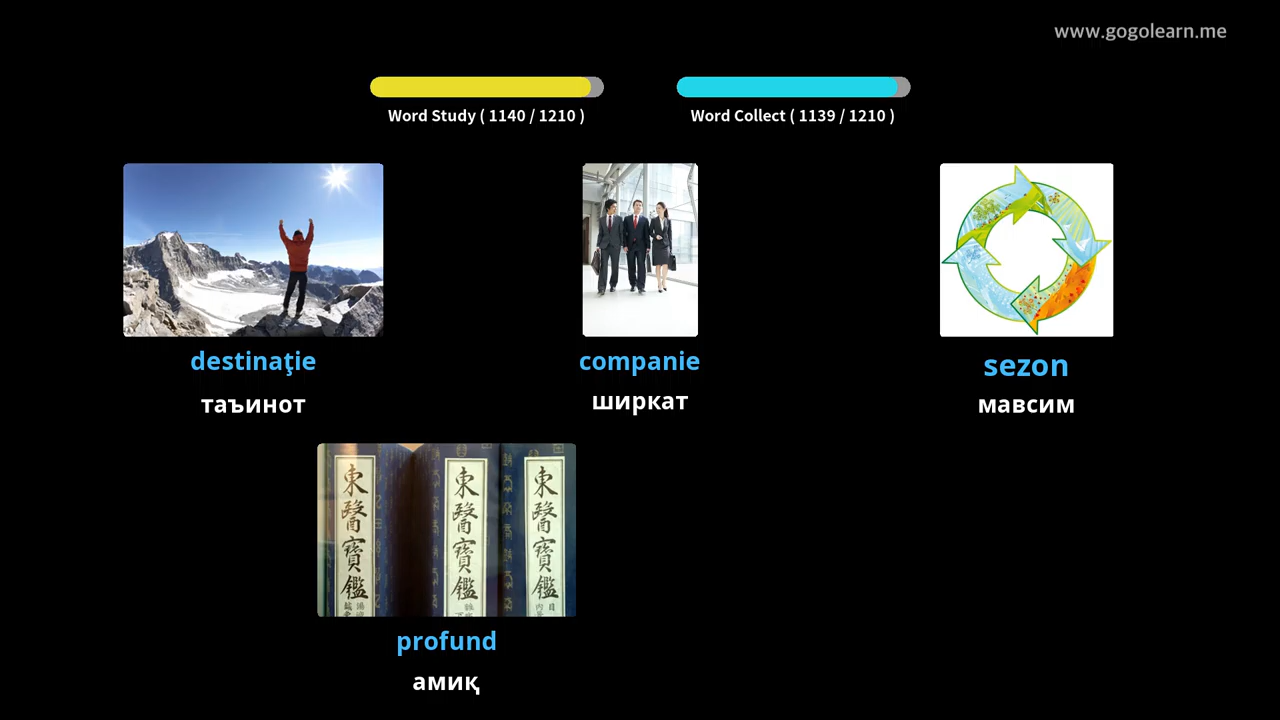 www.gogolearn.me
Word Study ( 1140 / 1210 )
Word Collect ( 1139 / 1210 )
destinaţie
companie
sezon
таъинот
ширкат
мавсим
東醫寶鑑
東醫寶鑑
東醫寶鑑
profund
амиқ